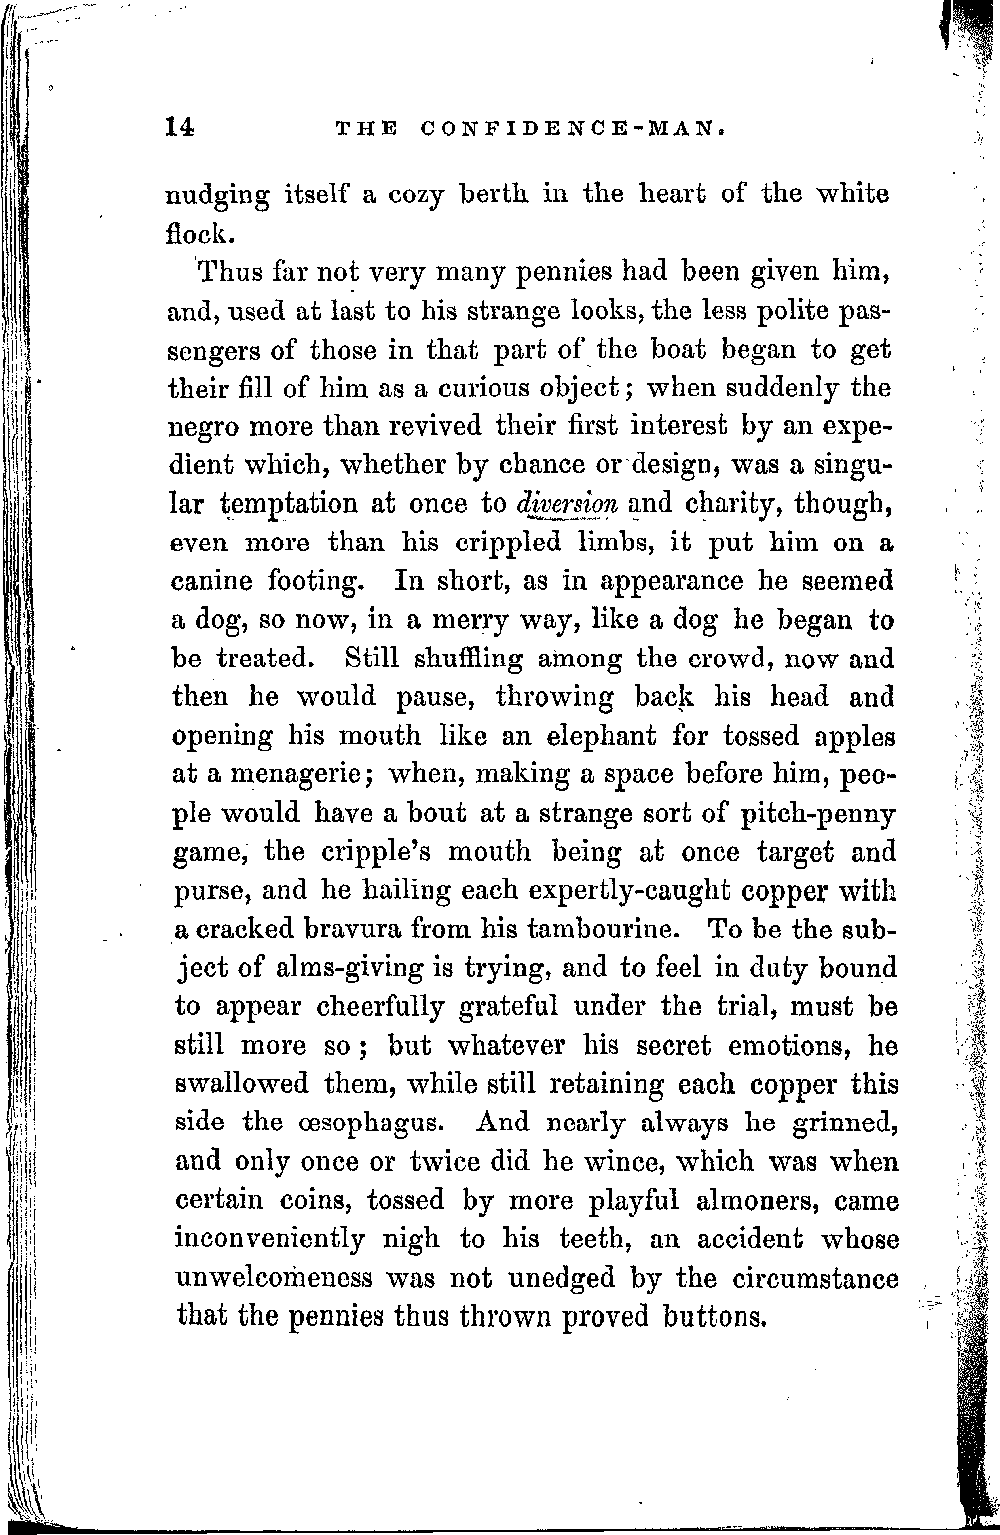 14 THE CONFIDENCE-MAN.
nudging itself a cozy berth in the heart of the white
flock.
Thus far not very many pennies had been given him,
and, used at last to his strange looks, the less polite pas-
sengers of those in that part of the boat began to get
their fill of him as a curious object; when suddenly the
negro more than revived their first interest by an expe-
dient which, whether by chance or design, was a singu-
lar temptation at once to diversion and charity, though,
even more than his crippled limbs, it put him on a
canine footing. In short, as in appearance he seemed
a dog, so now, in a merry way, like a dog he began to
be treated. Still shuffling among the crowd, now and
then he would pause, throwing back his head and
opening his mouth like an elephant for tossed apples
at a menagerie; when, making a space before him, peo-
ple would have a bout at a strange sort of pitch-penny
game, the cripple's mouth being at once target and
purse, and he hailing each expertly-caught copper with
a cracked bravura from his tambourine. To be the sub-
ject of alms-giving is trying, and to feel in duty bound
to appear cheerfully grateful under the trial, must be
still more so; but whatever his secret emotions, he
swallowed them, while still retaining each copper this
side the œsophagus. And nearly always he grinned,
and only once or twice did he wince, which was when
certain coins, tossed by more playful almoners, came
inconveniently nigh to his teeth, an accident whose
unwelcomeness was not unedged by the circumstance
that the pennies thus thrown proved buttons.